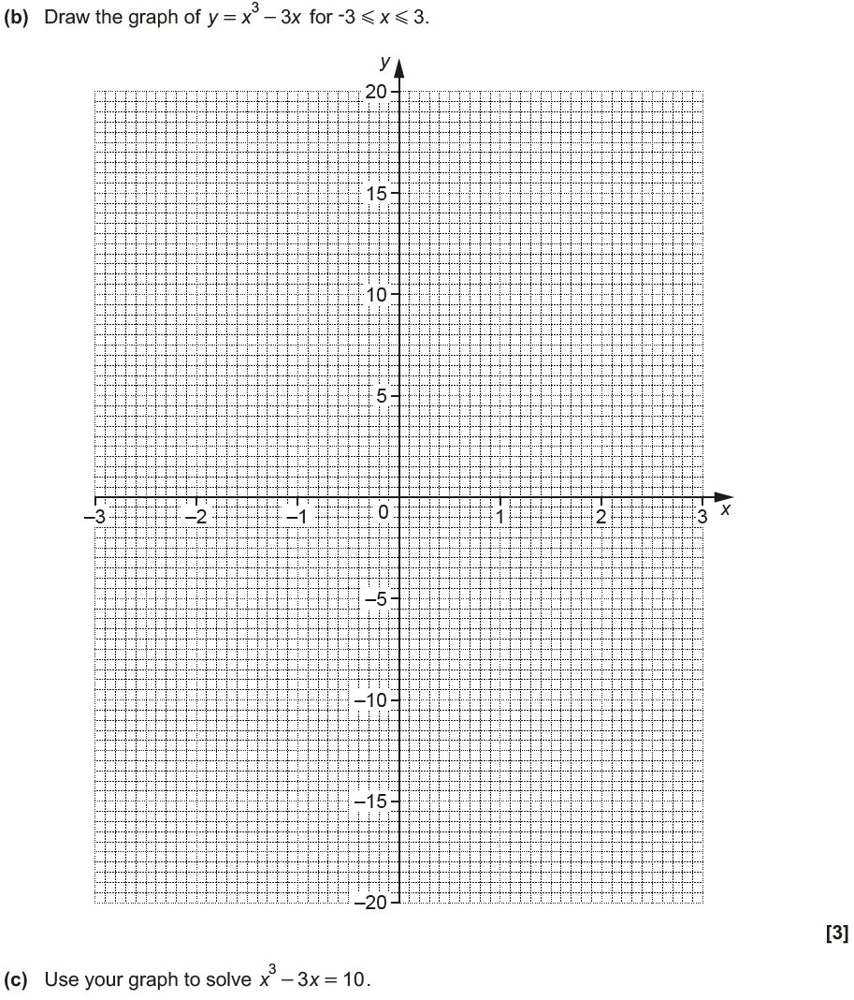 (b) Draw the graph of y = x³ – 3x for -3 ⩽ x ⩽ 3.
y
20
15
10
5
–3 –2 –1 0 1 2 3 x
–5
–10
–15
–20
[3]
(c) Use your graph to solve x³ – 3x = 10.